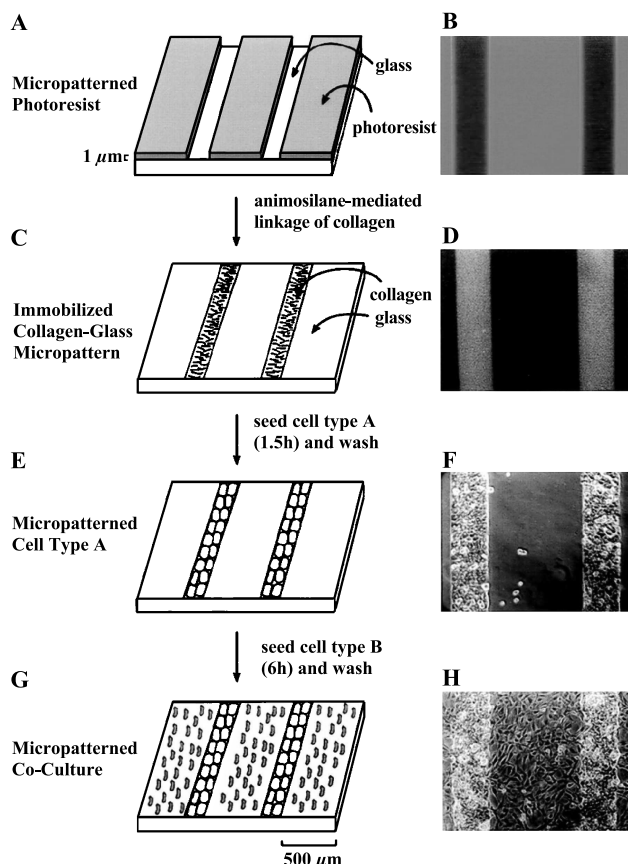 A
B
glass
Micropatterned
Photoresist
photoresist
1 µm
animosilane-mediated
linkage of collagen
C
D
Immobilized
Collagen-Glass
Micropattern
collagen
glass
seed cell type A
(1.5h) and wash
E
F
Micropatterned
Cell Type A
seed cell type B
(6h) and wash
G
H
Micropatterned
Co-Culture
500 µm